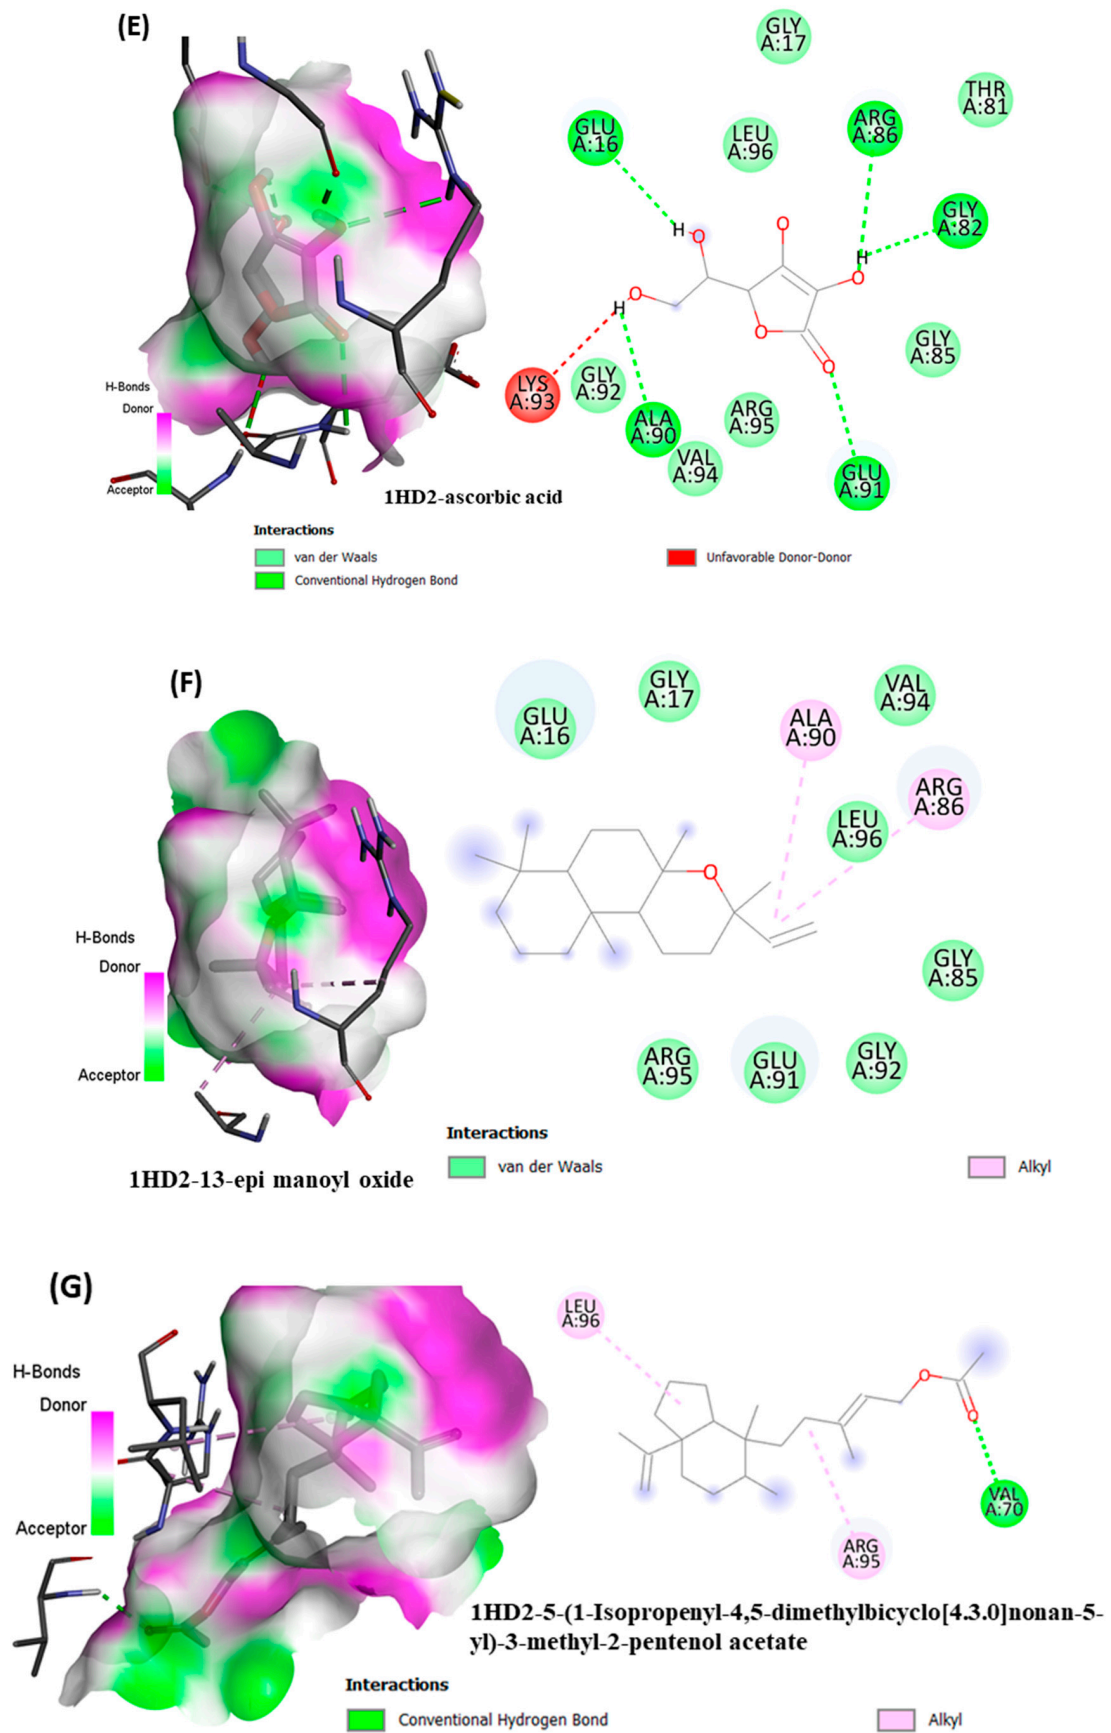 (E)
GLY
A:17
THR
A:81
GLU
A:16
LEU
A:96
ARG
A:86
GLY
A:82
H
O
O
H
O
O
H
O
O
GLY
A:85
LYS
A:93
GLY
A:92
ALA
A:90
ARG
A:95
VAL
A:94
GLU
A:91
H-Bonds
Donor
Acceptor
1HD2-ascorbic acid
Interactions
van der Waals
Unfavorable Donor-Donor
Conventional Hydrogen Bond
(F)
GLU
A:16
GLY
A:17
ALA
A:90
VAL
A:94
ARG
A:86
LEU
A:96
O
GLY
A:85
ARG
A:95
GLU
A:91
GLY
A:92
H-Bonds
Donor
Acceptor
Interactions
van der Waals
Alkyl
1HD2-13-epi manoyl oxide
(G)
LEU
A:96
O
O
VAL
A:70
ARG
A:95
H-Bonds
Donor
Acceptor
1HD2-5-(1-Isopropenyl-4,5-dimethylbicyclo[4.3.0]nonan-5-
yl)-3-methyl-2-pentenol acetate
Interactions
Conventional Hydrogen Bond
Alkyl